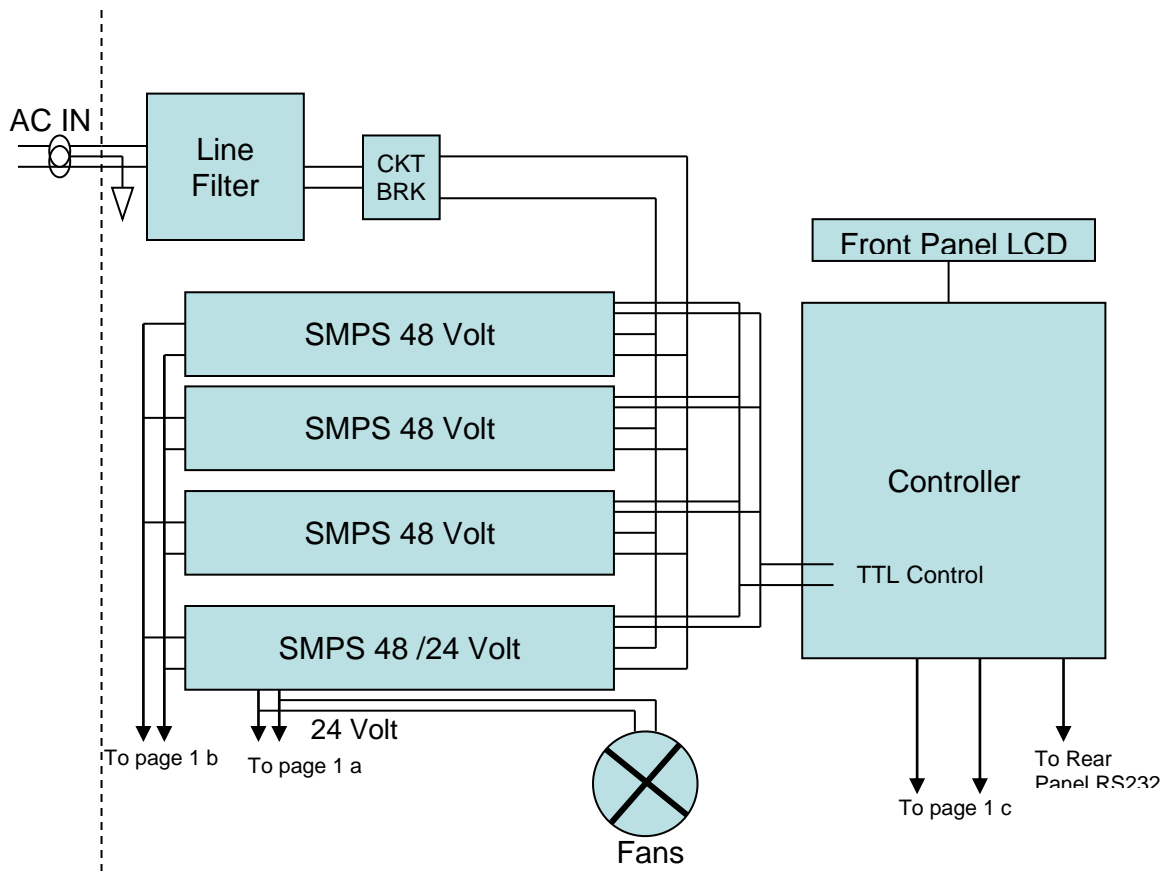 AC IN
Line
Filter
CKT
BRK
Front Panel LCD
SMPS 48 Volt
SMPS 48 Volt
SMPS 48 Volt
SMPS 48 /24 Volt
Controller
TTL Control
24 Volt
To page 1 b
To page 1 a
Fans
To page 1 c
To Rear
Panel RS232